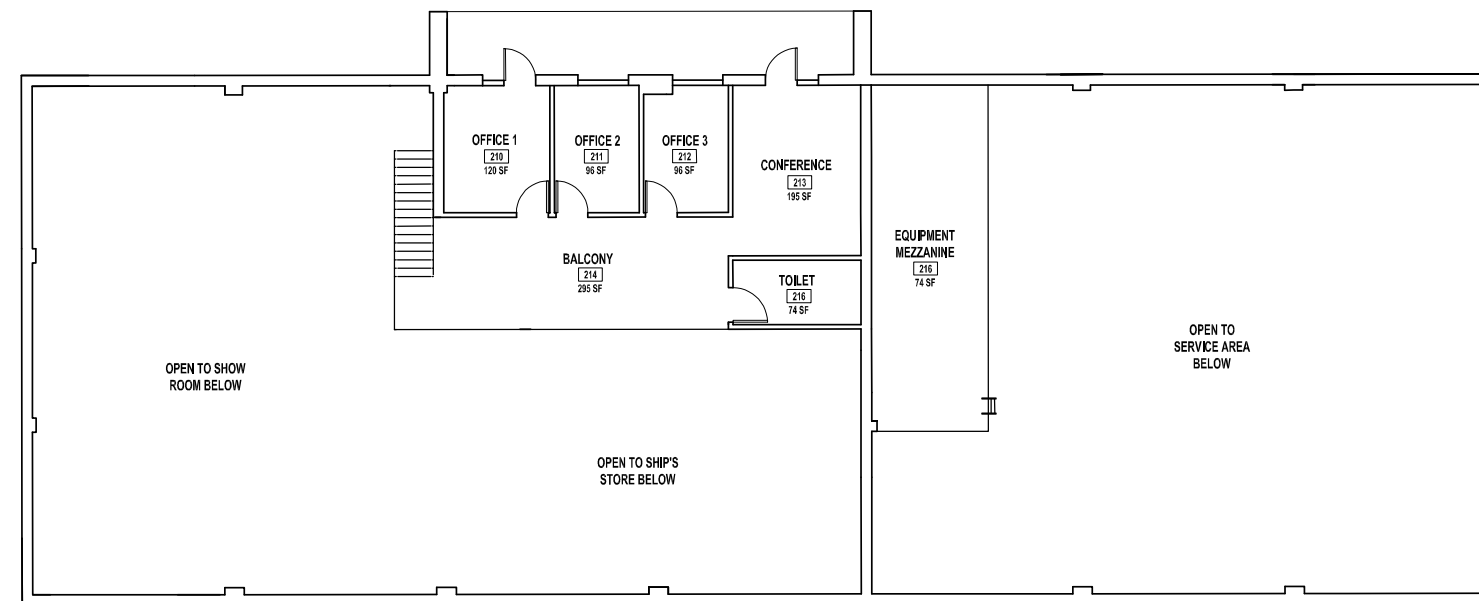 OFFICE 1
210
120 SF
OFFICE 2
211
96 SF
OFFICE 3
212
96 SF
CONFERENCE
213
195 SF
EQUIPMENT
MEZZANINE
216
74 SF
BALCONY
214
295 SF
TOILET
216
74 SF
OPEN TO
SERVICE AREA
BELOW
OPEN TO SHOW
ROOM BELOW
OPEN TO SHIP'S
STORE BELOW